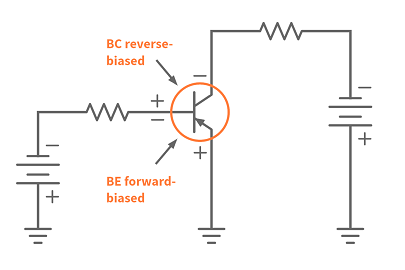 BC reverse-
biased
−
+
−
+
BE forward-
biased
−
+
−
+